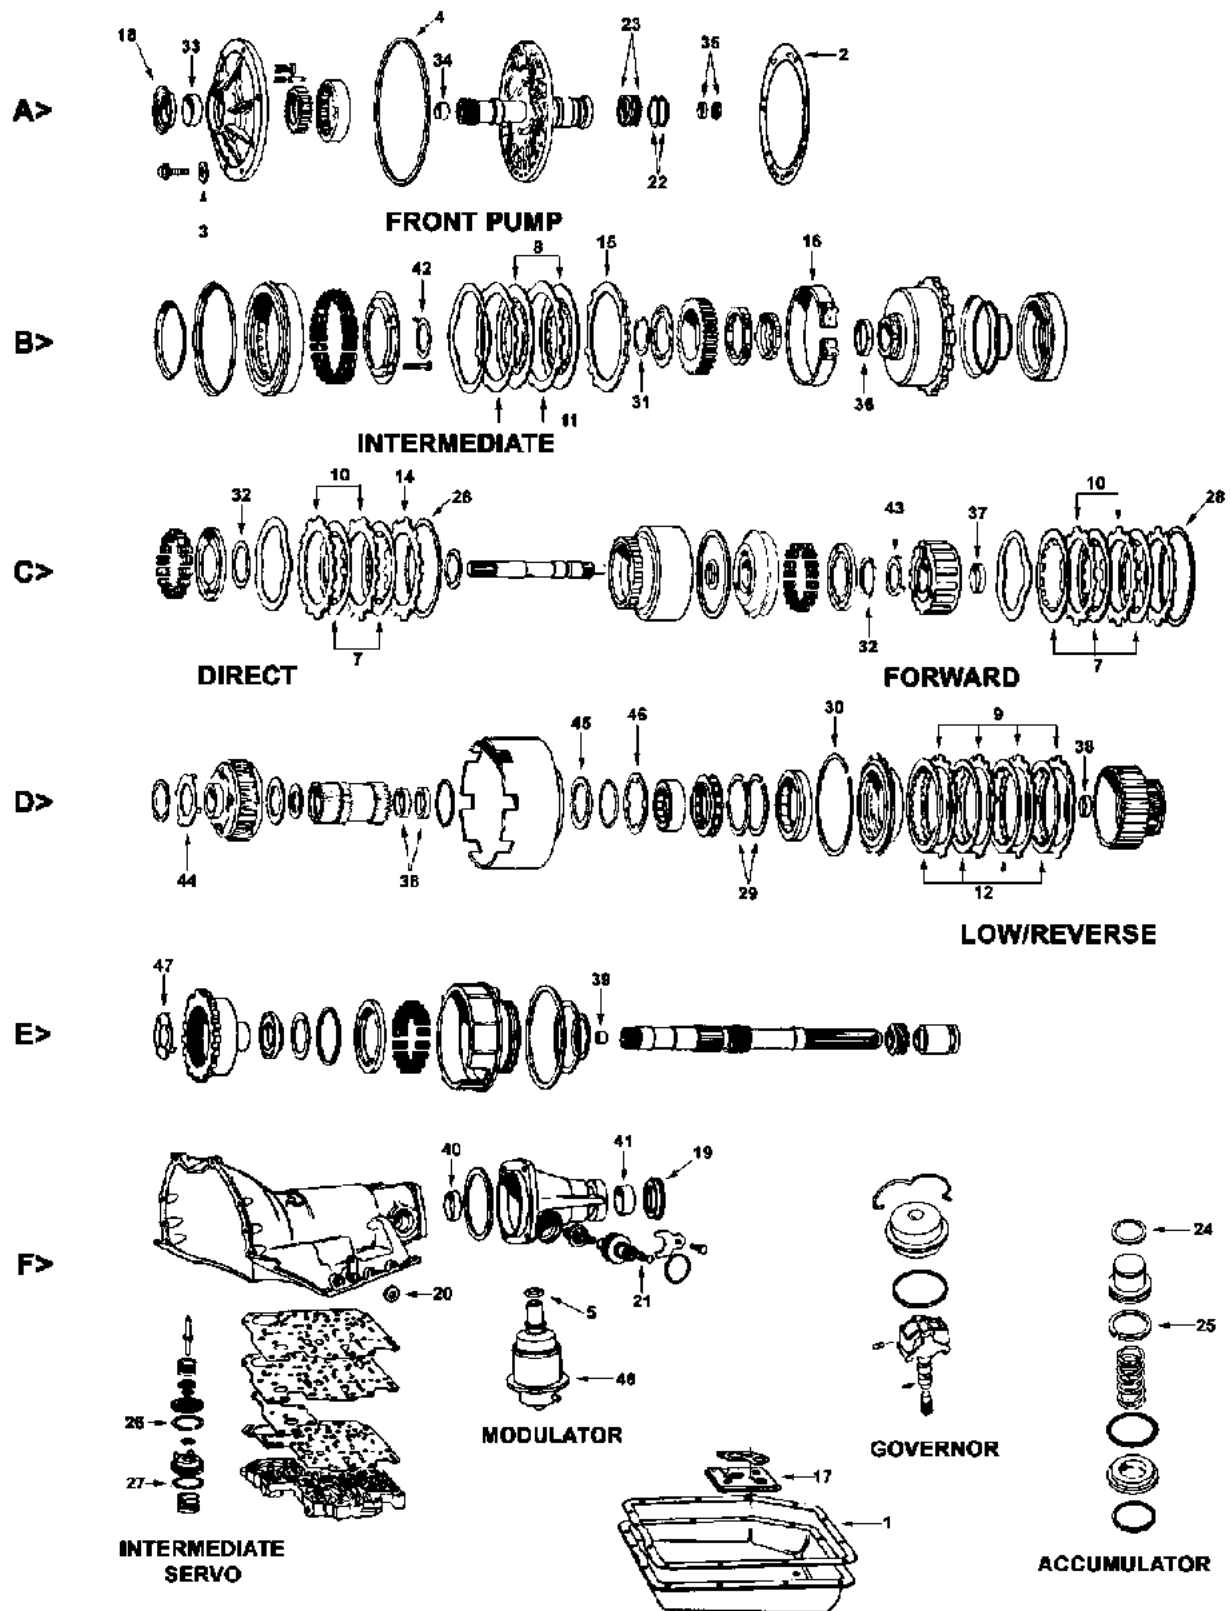 4
18 33 23 35 2
34
A>
22
3
FRONT PUMP
8 15 16
42
B>
31 36
11
INTERMEDIATE
10 14 10
32 26 43 37 28
C>
32
7 7
DIRECT FORWARD
45 46 30 9
38
D>
44 38 29 12
LOW/REVERSE
47 39
E>
40 41 19
24
F>
20 5 21
25
46
26
MODULATOR GOVERNOR
27 17
1
INTERMEDIATE
SERVO
ACCUMULATOR